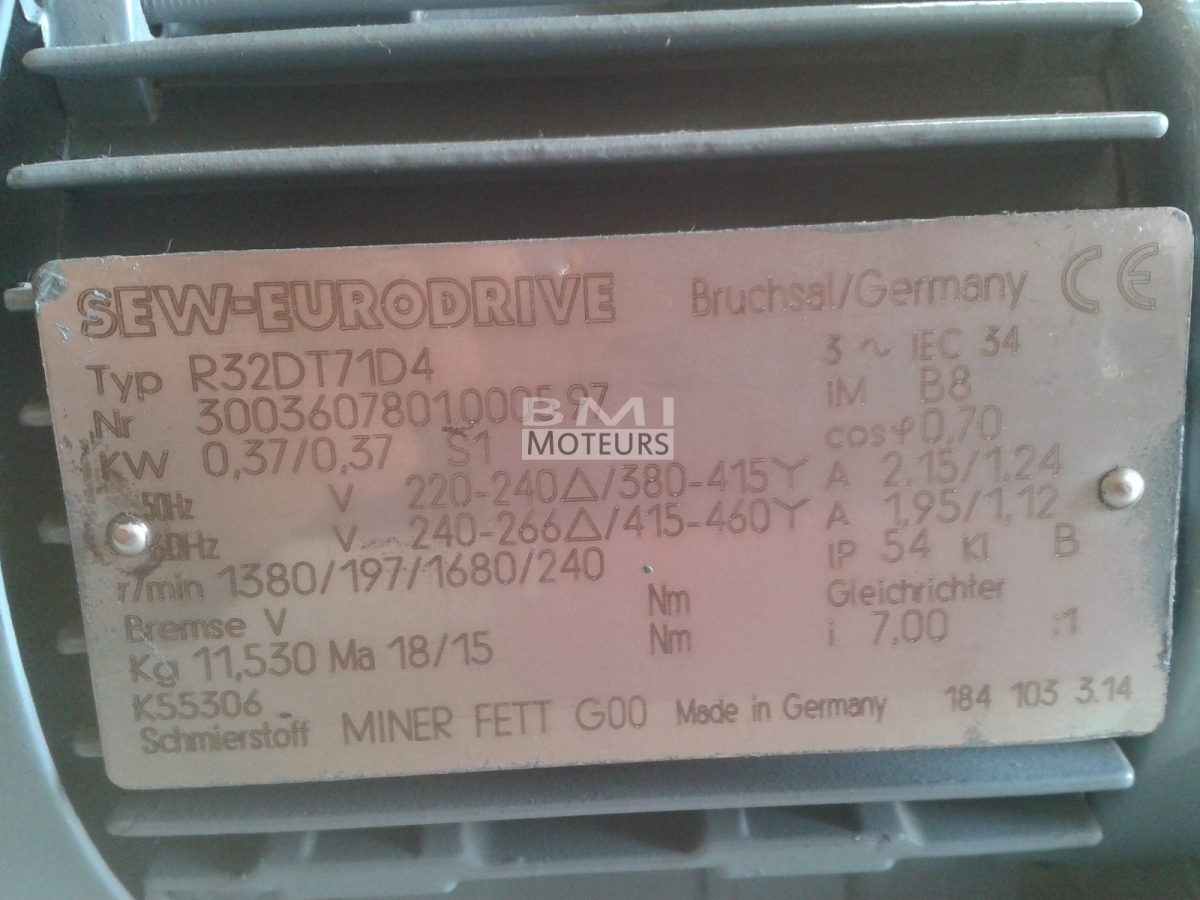 SEW-EURODRIVE Bruchsal/Germany CE
Typ R32DT71D4 3 ~ IEC 34
Nr 3003607801.0005.97 IM B8
KW 0,37/0,37 S1 cosφ 0,70
50Hz V 220-240△/380-415Y A 2,15/1,24
60Hz V 240-266△/415-460Y A 1,95/1,12
r/min 1380/197/1680/240 IP 54 Kl B
Bremse V Nm Gleichrichter
Kg 11,530 Ma 18/15 Nm i 7,00 :1
K55306
Schmierstoff MINER FETT G00 Made in Germany 184 103 3.14
BMI
MOTEURS